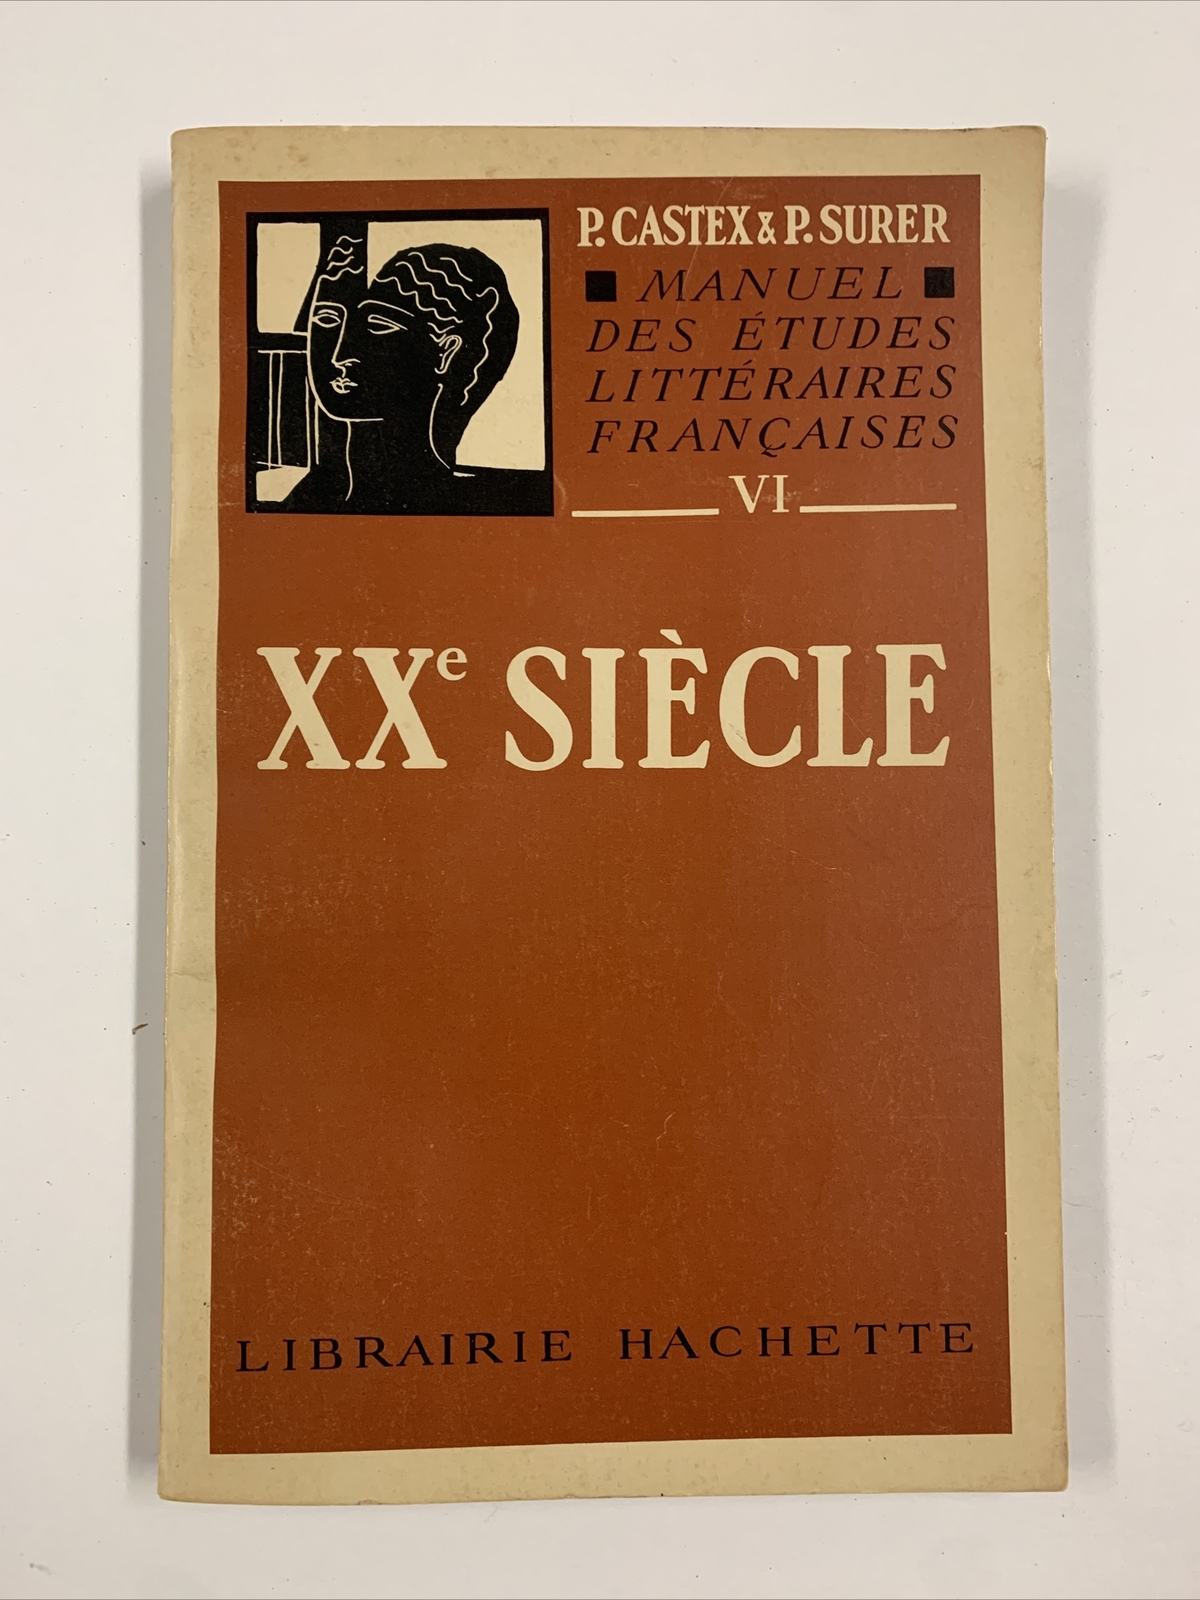 P. CASTEX & P. SURER
MANUEL
DES ÉTUDES
LITTÉRAIRES
FRANÇAISES
VI
XXe SIÈCLE
LIBRAIRIE HACHETTE